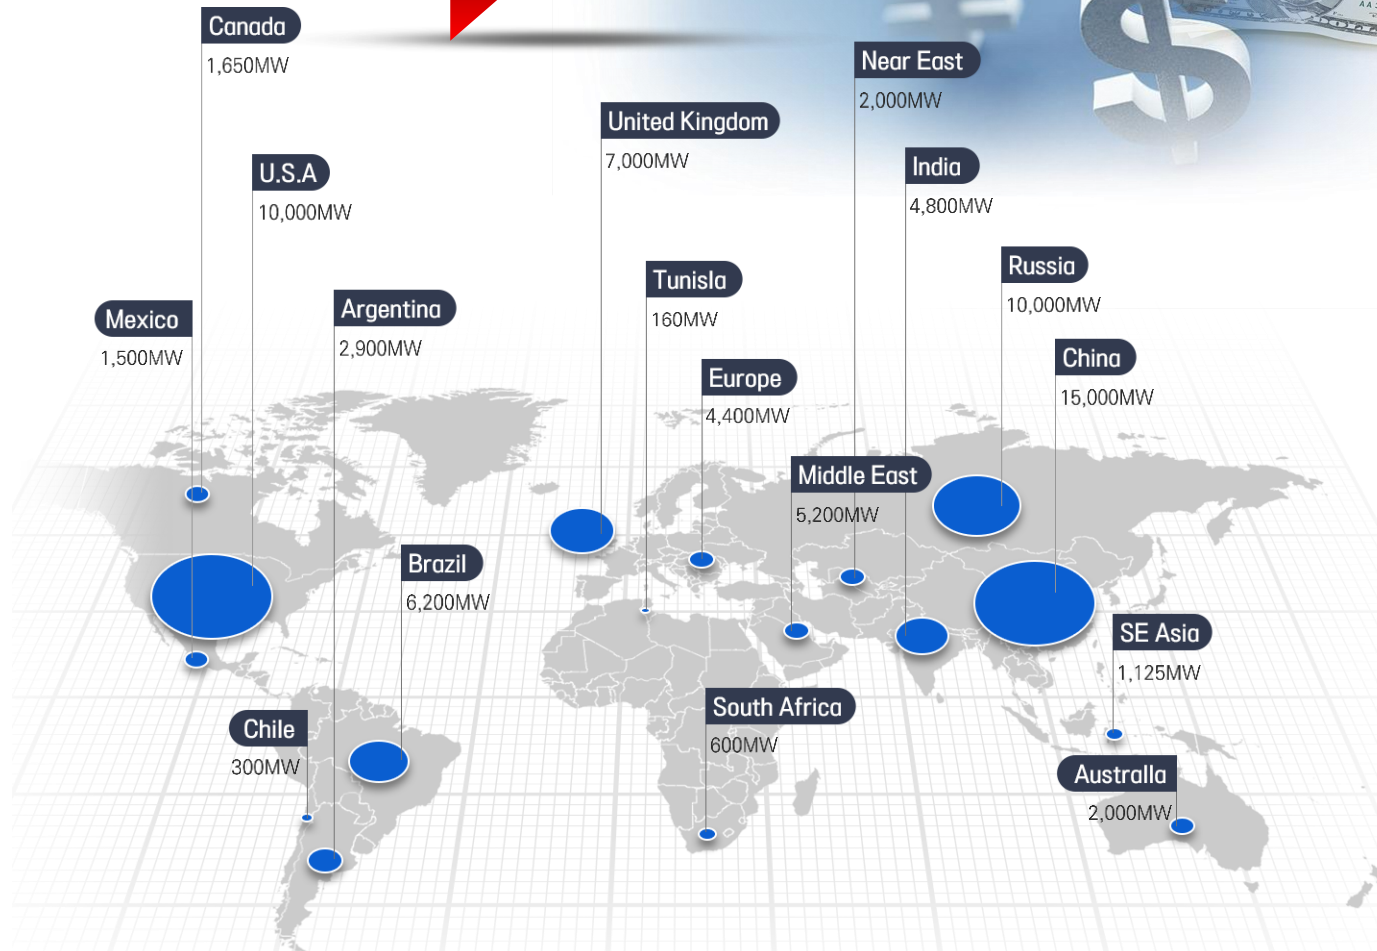 Canada
1,650MW
Near East
2,000MW
United Kingdom
7,000MW
U.S.A
10,000MW
India
4,800MW
Russia
10,000MW
Tunisla
160MW
Mexico
1,500MW
Argentina
2,900MW
China
15,000MW
Europe
4,400MW
Middle East
5,200MW
Brazil
6,200MW
SE Asia
1,125MW
South Africa
600MW
Chile
300MW
Australla
2,000MW